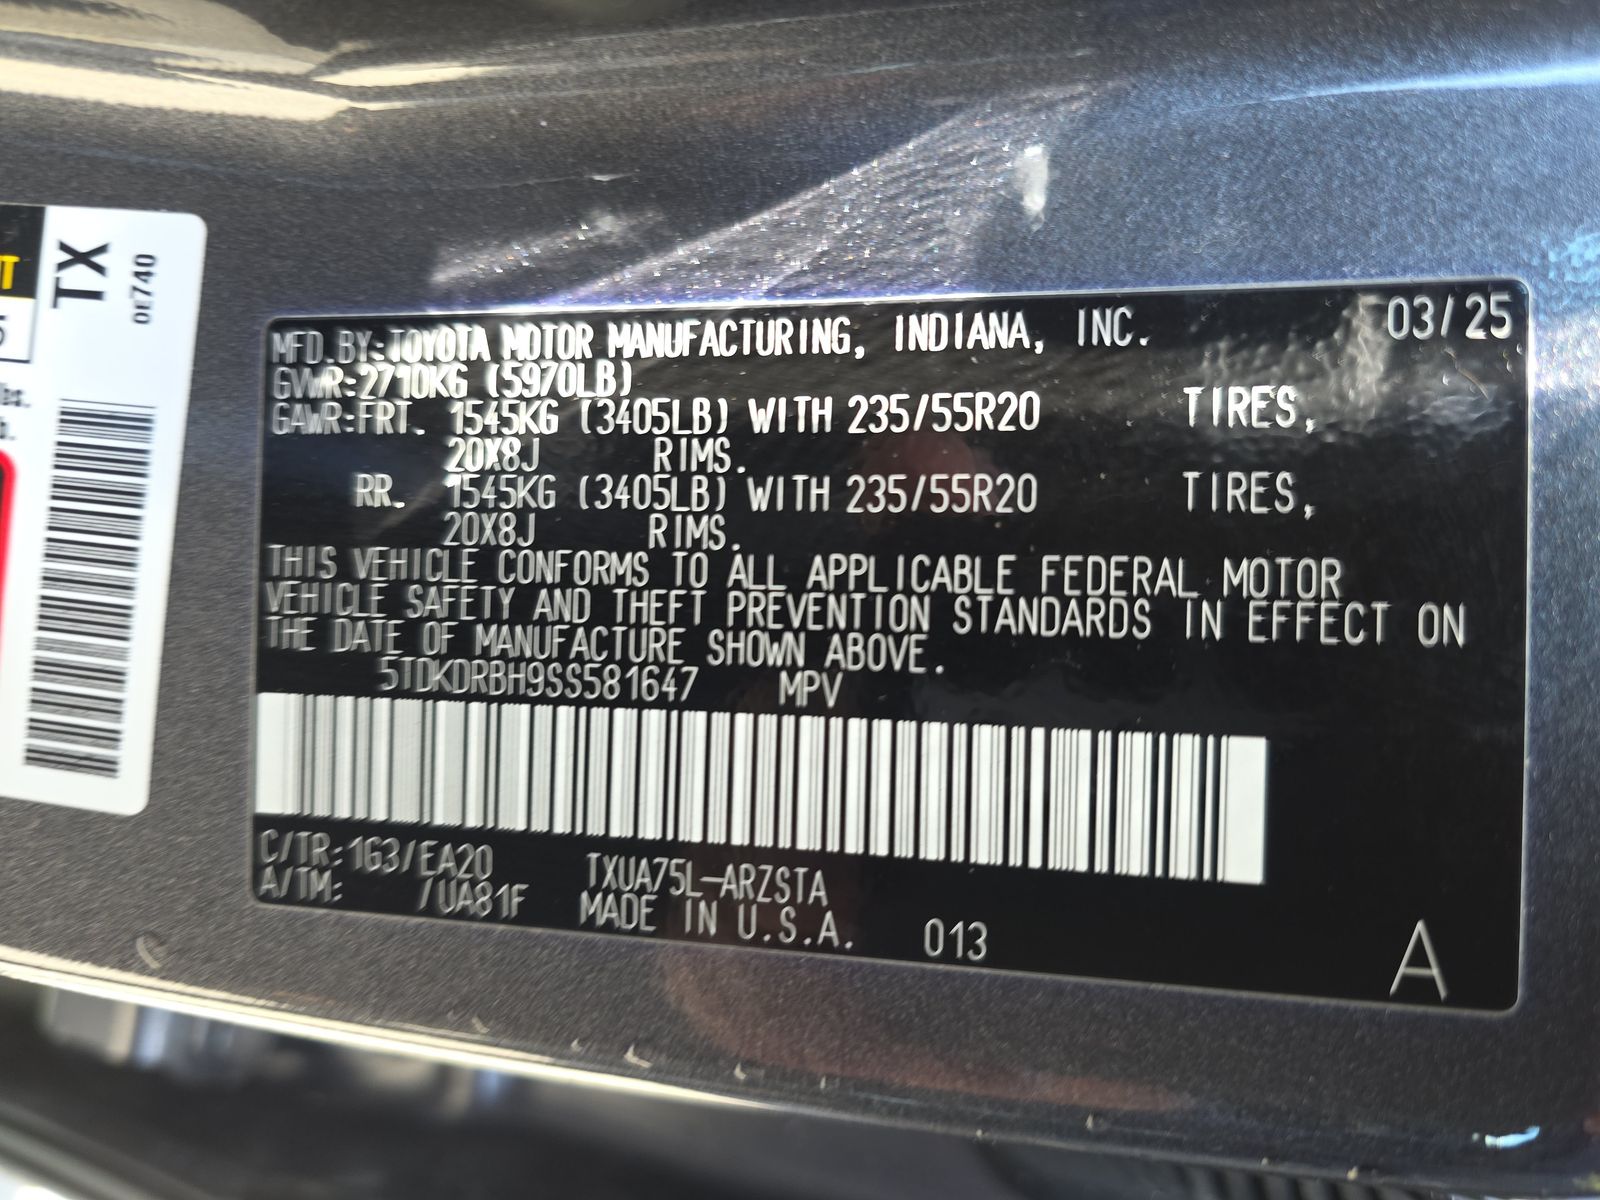 TX
OE740
MFD.BY:TOYOTA MOTOR MANUFACTURING, INDIANA, INC. 03/25
GVWR:2710KG (5970LB)
GAWR:FRT. 1545KG (3405LB) WITH 235/55R20 TIRES,
20X8J RIMS.
RR. 1545KG (3405LB) WITH 235/55R20 TIRES,
20X8J RIMS.
THIS VEHICLE CONFORMS TO ALL APPLICABLE FEDERAL MOTOR
VEHICLE SAFETY AND THEFT PREVENTION STANDARDS IN EFFECT ON
THE DATE OF MANUFACTURE SHOWN ABOVE.
5TDKDRBH9SS581647 MPV
C/TR:1G3/EA20 TXUA75L-ARZSTA
A/TM: /UA81F MADE IN U.S.A. 013 A